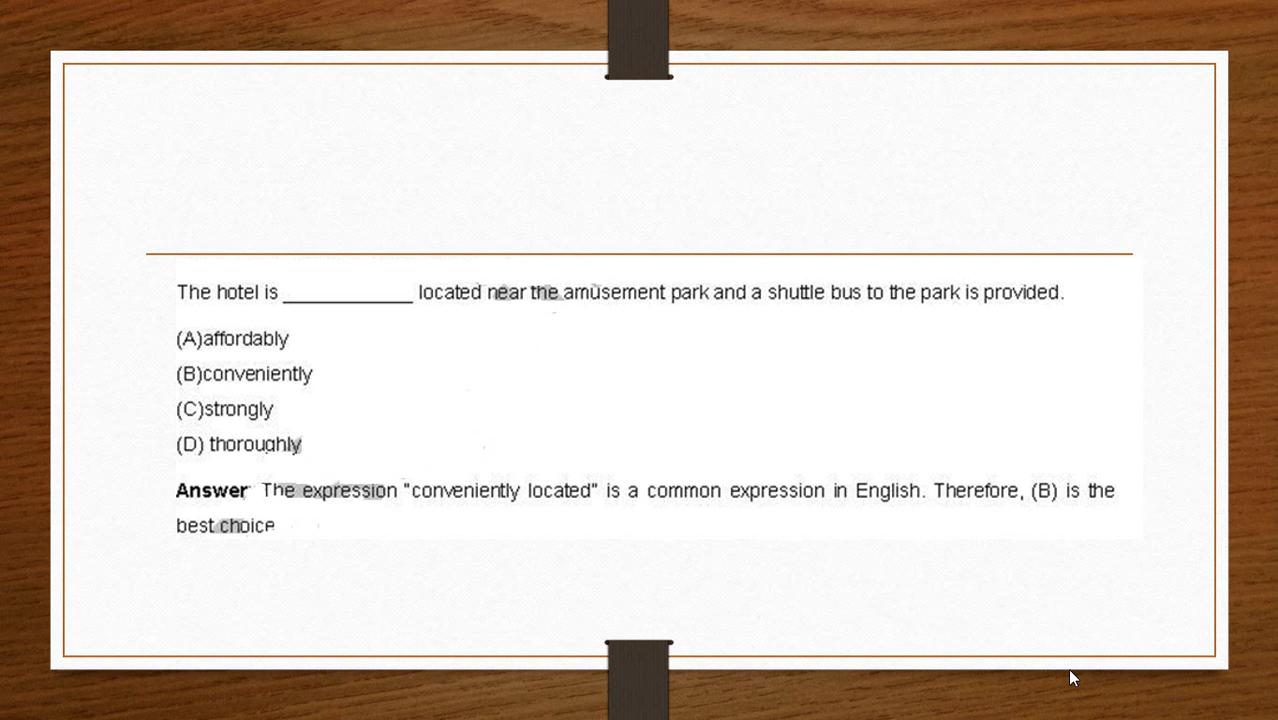 The hotel is ____________ located near the amusement park and a shuttle bus to the park is provided.
(A)affordably
(B)conveniently
(C)strongly
(D) thoroughly
Answer The expression "conveniently located" is a common expression in English. Therefore, (B) is the
best choice